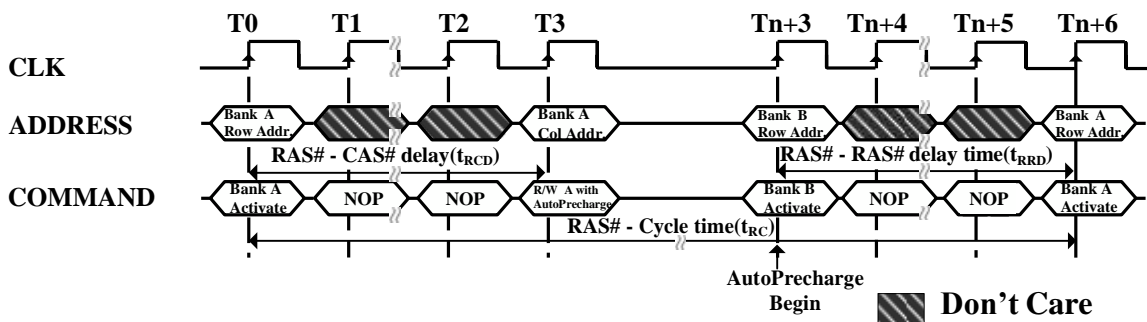 T0 T1 T2 T3 Tn+3 Tn+4 Tn+5 Tn+6
CLK
ADDRESS
Bank A
Row Addr.
Bank A
Col Addr.
Bank B
Row Addr.
Bank A
Row Addr.
RAS# - CAS# delay(tRCD)
RAS# - RAS# delay time(tRRD)
COMMAND
Bank A
Activate
NOP
NOP
R/W A with
AutoPrecharge
Bank B
Activate
NOP
NOP
Bank A
Activate
RAS# - Cycle time(tRC)
AutoPrecharge
Begin
Don't Care